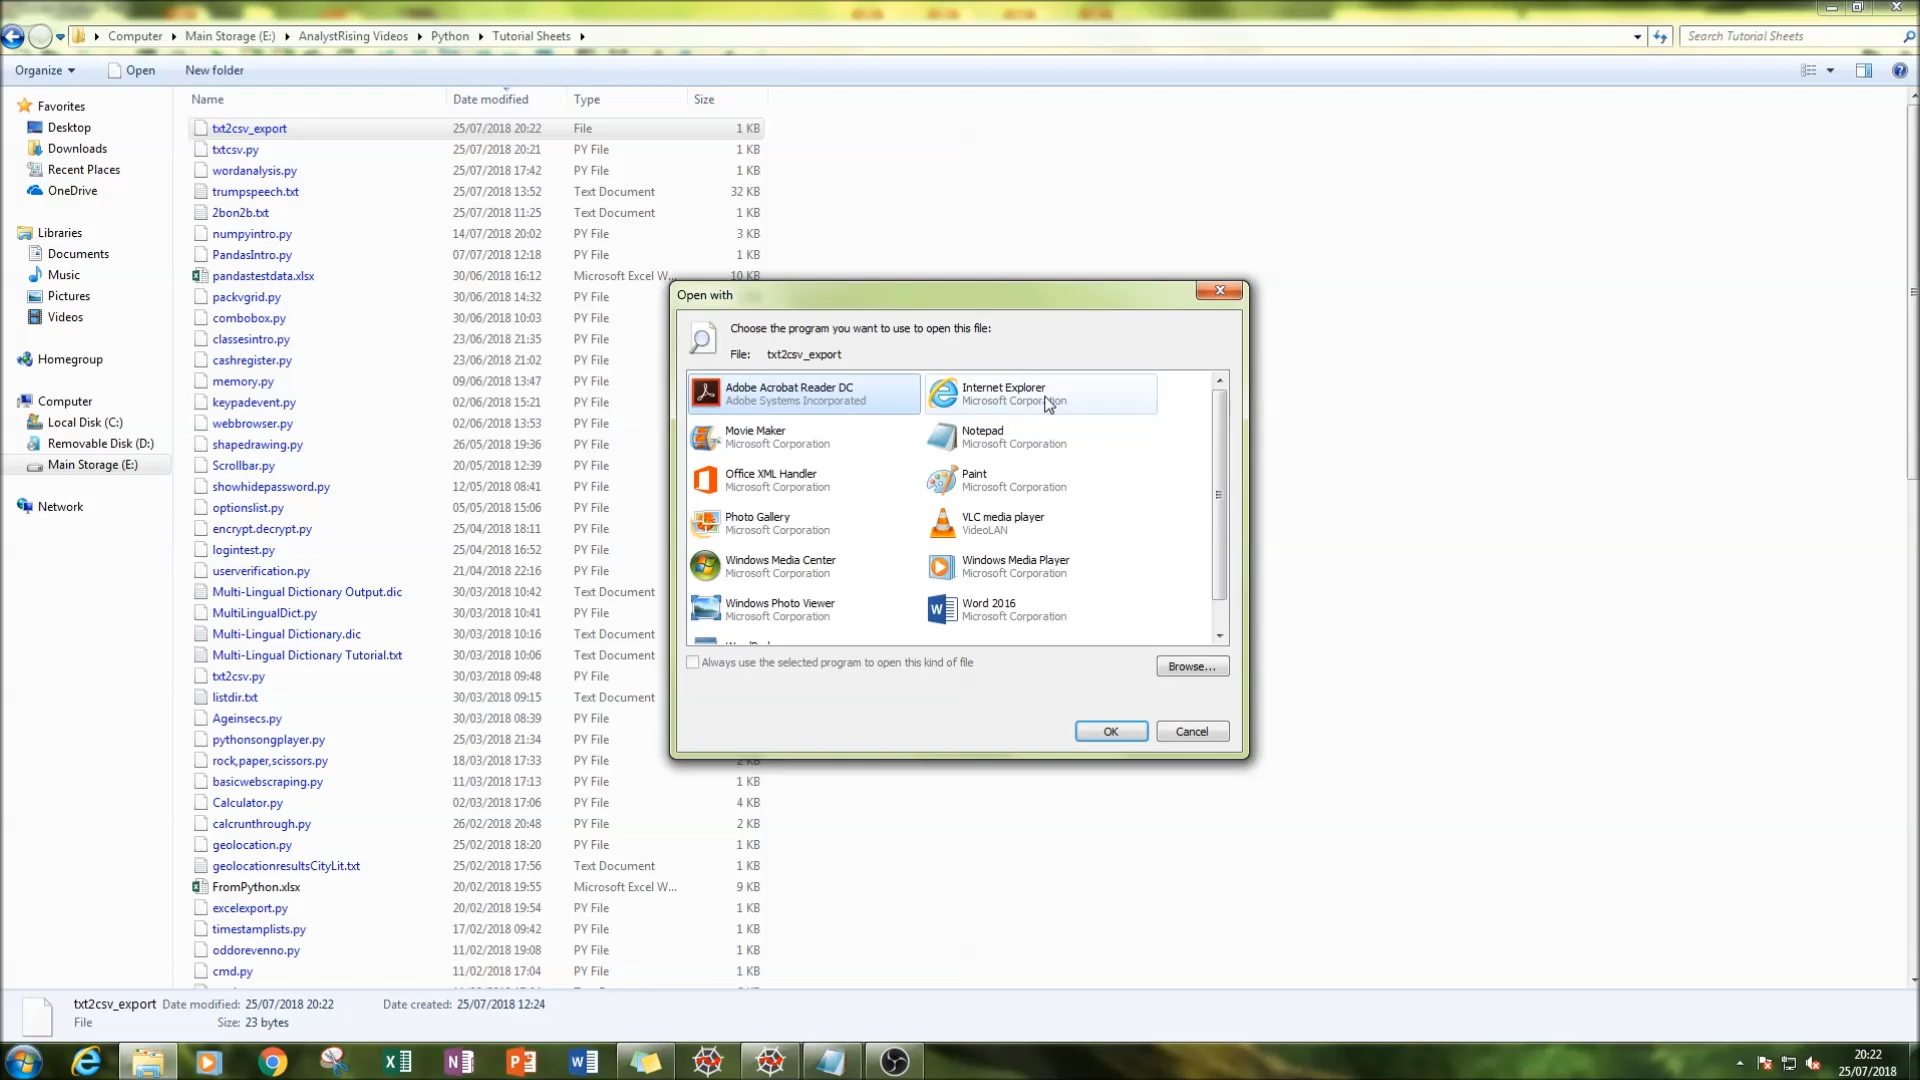 Computer Main Storage (E:) AnalystRising Videos Python Tutorial Sheets
Search Tutorial Sheets
Organize Open New folder
Name Date modified Type Size
Favorites
Desktop
Downloads
Recent Places
OneDrive
Libraries
Documents
Music
Pictures
Videos
Homegroup
Computer
Local Disk (C:)
Removable Disk (D:)
Main Storage (E:)
Network
txt2csv_export 25/07/2018 20:22 File 1 KB
txtcsv.py 25/07/2018 20:21 PY File 1 KB
wordanalysis.py 25/07/2018 17:42 PY File 1 KB
trumpspeech.txt 25/07/2018 13:52 Text Document 32 KB
2bon2b.txt 25/07/2018 11:25 Text Document 1 KB
numpyintro.py 14/07/2018 20:02 PY File 3 KB
PandasIntro.py 07/07/2018 12:18 PY File 1 KB
pandastestdata.xlsx 30/06/2018 16:12 Microsoft Excel W... 10 KB
packvgrid.py 30/06/2018 14:32 PY File
combobox.py 30/06/2018 10:03 PY File
classesintro.py 23/06/2018 21:35 PY File
cashregister.py 23/06/2018 21:02 PY File
memory.py 09/06/2018 13:47 PY File
keypadevent.py 02/06/2018 15:21 PY File
webbrowser.py 02/06/2018 13:53 PY File
shapedrawing.py 26/05/2018 19:36 PY File
Scrollbar.py 20/05/2018 12:39 PY File
showhidepassword.py 12/05/2018 08:41 PY File
optionslist.py 05/05/2018 15:06 PY File
encrypt.decrypt.py 25/04/2018 18:11 PY File
logintest.py 25/04/2018 16:52 PY File
userverification.py 21/04/2018 22:16 PY File
Multi-Lingual Dictionary Output.dic 30/03/2018 10:42 Text Document
MultiLingualDict.py 30/03/2018 10:41 PY File
Multi-Lingual Dictionary.dic 30/03/2018 10:16 Text Document
Multi-Lingual Dictionary Tutorial.txt 30/03/2018 10:06 Text Document
txt2csv.py 30/03/2018 09:48 PY File
listdir.txt 30/03/2018 09:15 Text Document
Ageinsecs.py 30/03/2018 08:39 PY File
pythonsongplayer.py 25/03/2018 21:34 PY File
rock,paper,scissors.py 18/03/2018 17:33 PY File 2 KB
basicwebscraping.py 11/03/2018 17:13 PY File 1 KB
Calculator.py 02/03/2018 17:06 PY File 4 KB
calcrunthrough.py 26/02/2018 20:48 PY File 2 KB
geolocation.py 25/02/2018 18:20 PY File 1 KB
geolocationresultsCityLit.txt 25/02/2018 17:56 Text Document 1 KB
FromPython.xlsx 20/02/2018 19:55 Microsoft Excel W... 9 KB
excelexport.py 20/02/2018 19:54 PY File 1 KB
timestamplists.py 17/02/2018 09:42 PY File 1 KB
oddorevenno.py 11/02/2018 19:08 PY File 1 KB
cmd.py 11/02/2018 17:04 PY File 1 KB
Open with
Choose the program you want to use to open this file:
File: txt2csv_export
Adobe Acrobat Reader DC
Adobe Systems Incorporated
Internet Explorer
Microsoft Corporation
Movie Maker
Microsoft Corporation
Notepad
Microsoft Corporation
Office XML Handler
Microsoft Corporation
Paint
Microsoft Corporation
Photo Gallery
Microsoft Corporation
VLC media player
VideoLAN
Windows Media Center
Microsoft Corporation
Windows Media Player
Microsoft Corporation
Windows Photo Viewer
Microsoft Corporation
Word 2016
Microsoft Corporation
Always use the selected program to open this kind of file
Browse...
OK Cancel
txt2csv_export Date modified: 25/07/2018 20:22 Date created: 25/07/2018 12:24
File Size: 23 bytes
20:22
25/07/2018